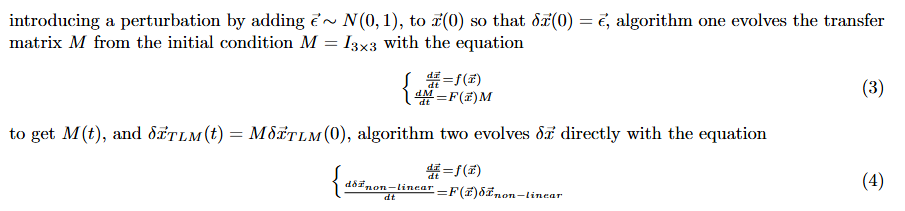 introducing a perturbation by adding $\vec{\epsilon} \sim N(0, 1)$, to $\vec{x}(0)$ so that $\delta\vec{x}(0) = \vec{\epsilon}$, algorithm one evolves the transfer
matrix $M$ from the initial condition $M = I_{3\times3}$ with the equation
$\begin{cases} \frac{d\vec{x}}{dt} = f(\vec{x}) \\ \frac{dM}{dt} = F(\vec{x})M \end{cases}$ (3)
to get $M(t)$, and $\delta\vec{x}_{TLM}(t) = M\delta\vec{x}_{TLM}(0)$, algorithm two evolves $\delta\vec{x}$ directly with the equation
$\begin{cases} \frac{d\vec{x}}{dt} = f(\vec{x}) \\ \frac{d\delta\vec{x}_{non-linear}}{dt} = F(\vec{x})\delta\vec{x}_{non-linear} \end{cases}$ (4)